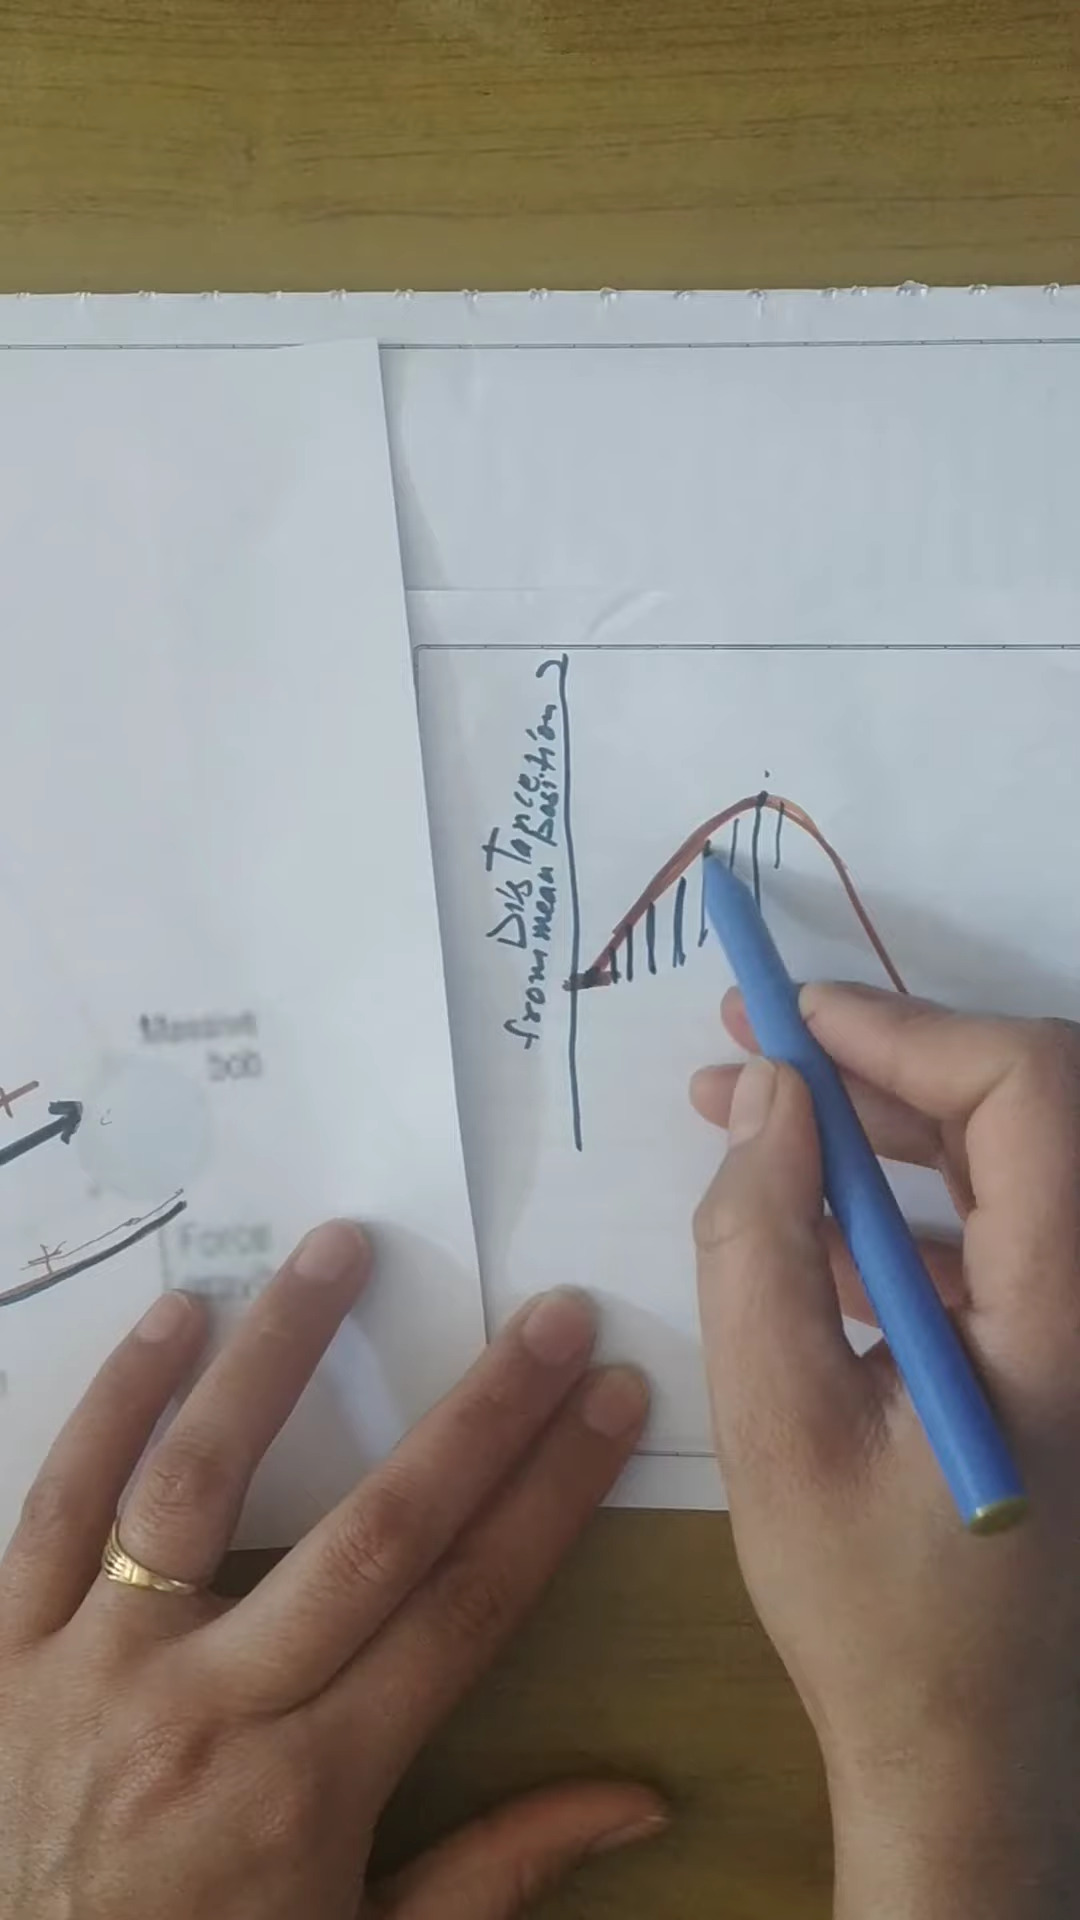 Distance
from mean position
Massive
bob
Force